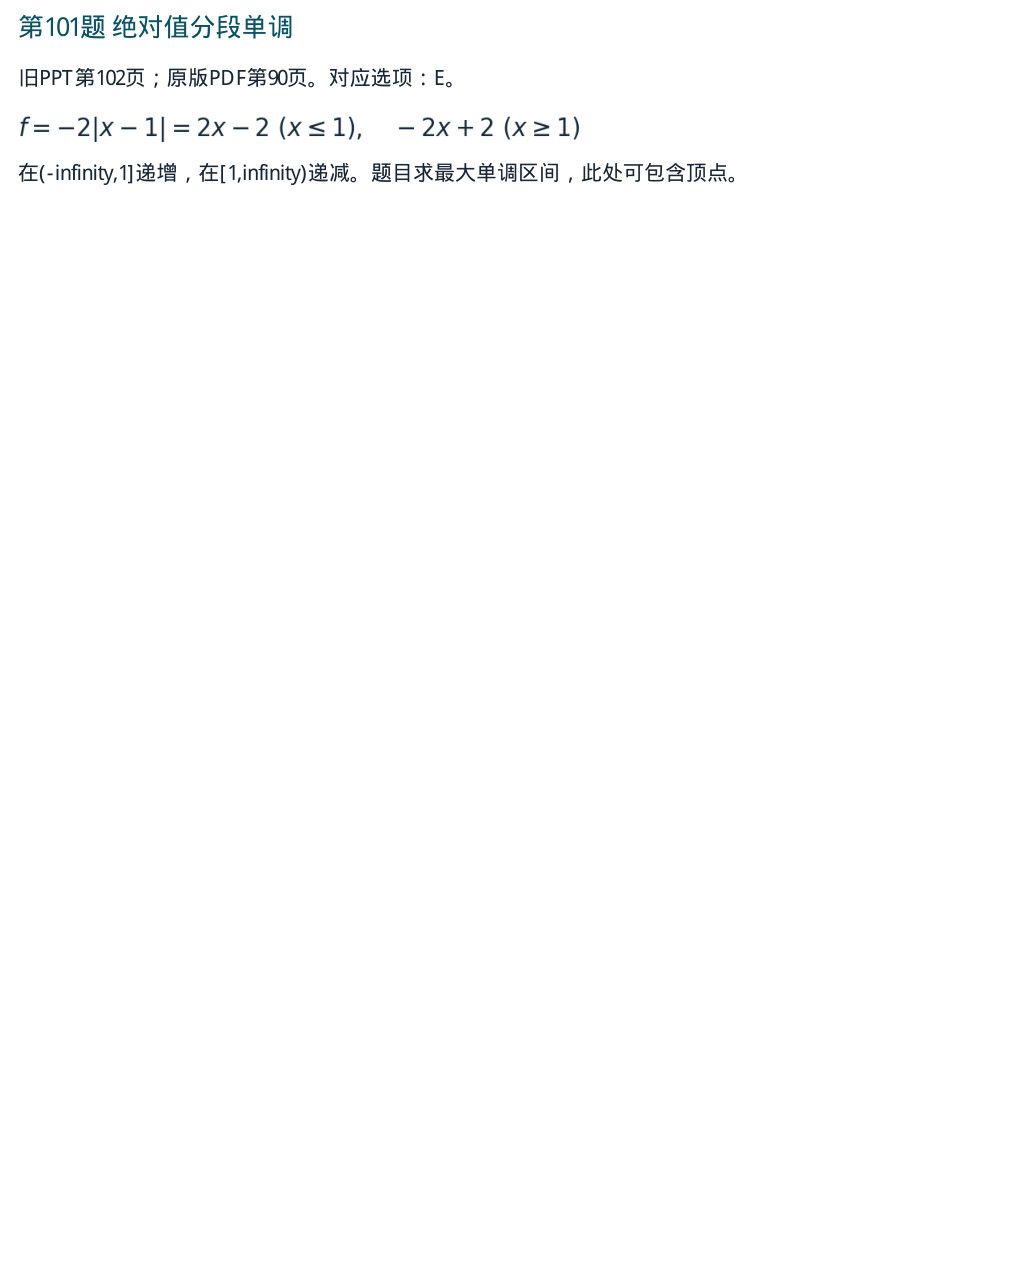 第101题 绝对值分段单调
旧PPT第102页；原版PDF第90页。对应选项：E。
f = −2|x − 1| = 2x − 2 (x ≤ 1),  − 2x + 2 (x ≥ 1)
在(-infinity,1]递增，在[1,infinity)递减。题目求最大单调区间，此处可包含顶点。